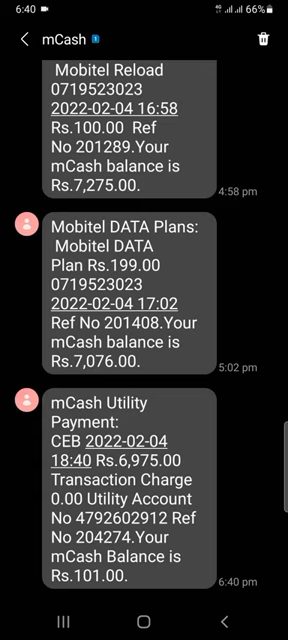 6:40 4G 66%
mCash 1
Mobitel Reload
0719523023
2022-02-04 16:58
Rs.100.00  Ref
No 201289.Your
mCash balance is
Rs.7,275.00.
4:58 pm
Mobitel DATA Plans:
Mobitel DATA
Plan Rs.199.00
0719523023
2022-02-04 17:02
Ref No 201408.Your
mCash balance is
Rs.7,076.00.
5:02 pm
mCash Utility
Payment:
CEB 2022-02-04
18:40 Rs.6,975.00
Transaction Charge
0.00 Utility Account
No 4792602912 Ref
No 204274.Your
mCash Balance is
Rs.101.00.
6:40 pm